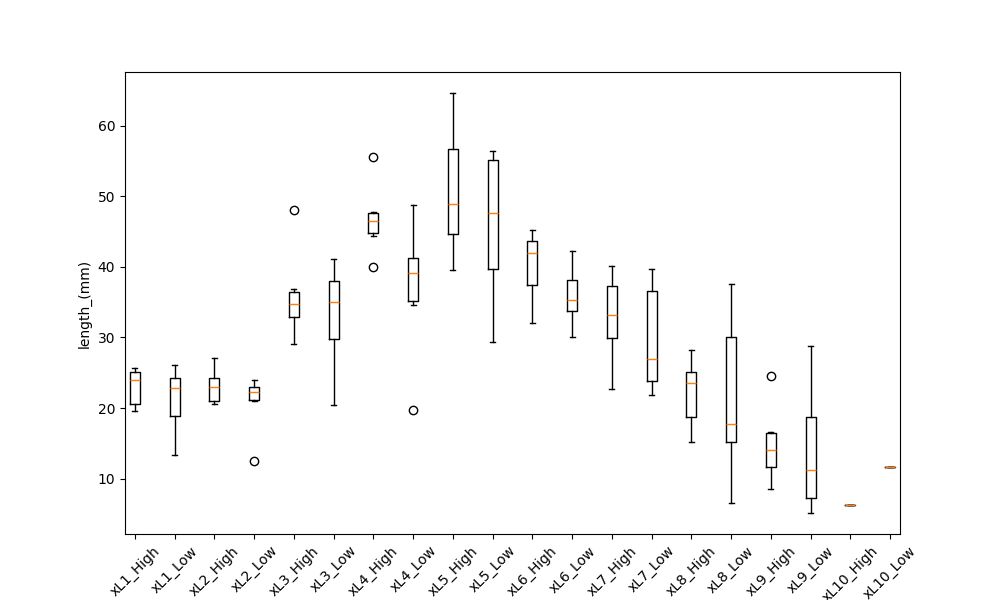 60
50
40
30
20
10
length_(mm)
xL1_High
xL1_Low
xL2_High
xL2_Low
xL3_High
xL3_Low
xL4_High
xL4_Low
xL5_High
xL5_Low
xL6_High
xL6_Low
xL7_High
xL7_Low
xL8_High
xL8_Low
xL9_High
xL9_Low
xL10_High
xL10_Low